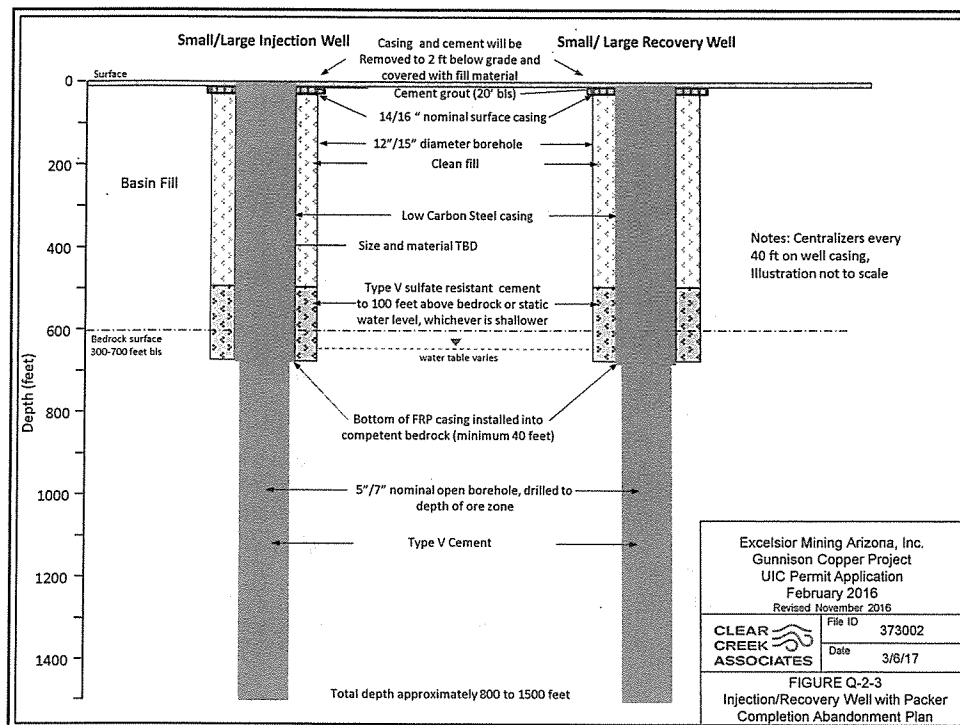 Small/Large Injection Well
Casing and cement will be
Removed to 2 ft below grade and
covered with fill material
Small/ Large Recovery Well
Surface
Cement grout (20' bls)
14/16 " nominal surface casing
12"/15" diameter borehole
Clean fill
Basin Fill
Low Carbon Steel casing
Size and material TBD
Notes: Centralizers every
40 ft on well casing,
Illustration not to scale
Type V sulfate resistant cement
to 100 feet above bedrock or static
water level, whichever is shallower
Bedrock surface
300-700 feet bls
water table varies
Bottom of FRP casing installed into
competent bedrock (minimum 40 feet)
5"/7" nominal open borehole, drilled to
depth of ore zone
Type V Cement
Total depth approximately 800 to 1500 feet
Depth (feet)
0
200
400
600
800
1000
1200
1400
Excelsior Mining Arizona, Inc.
Gunnison Copper Project
UIC Permit Application
February 2016
Revised November 2016
CLEAR
CREEK
ASSOCIATES
File ID
373002
Date
3/6/17
FIGURE Q-2-3
Injection/Recovery Well with Packer
Completion Abandonment Plan